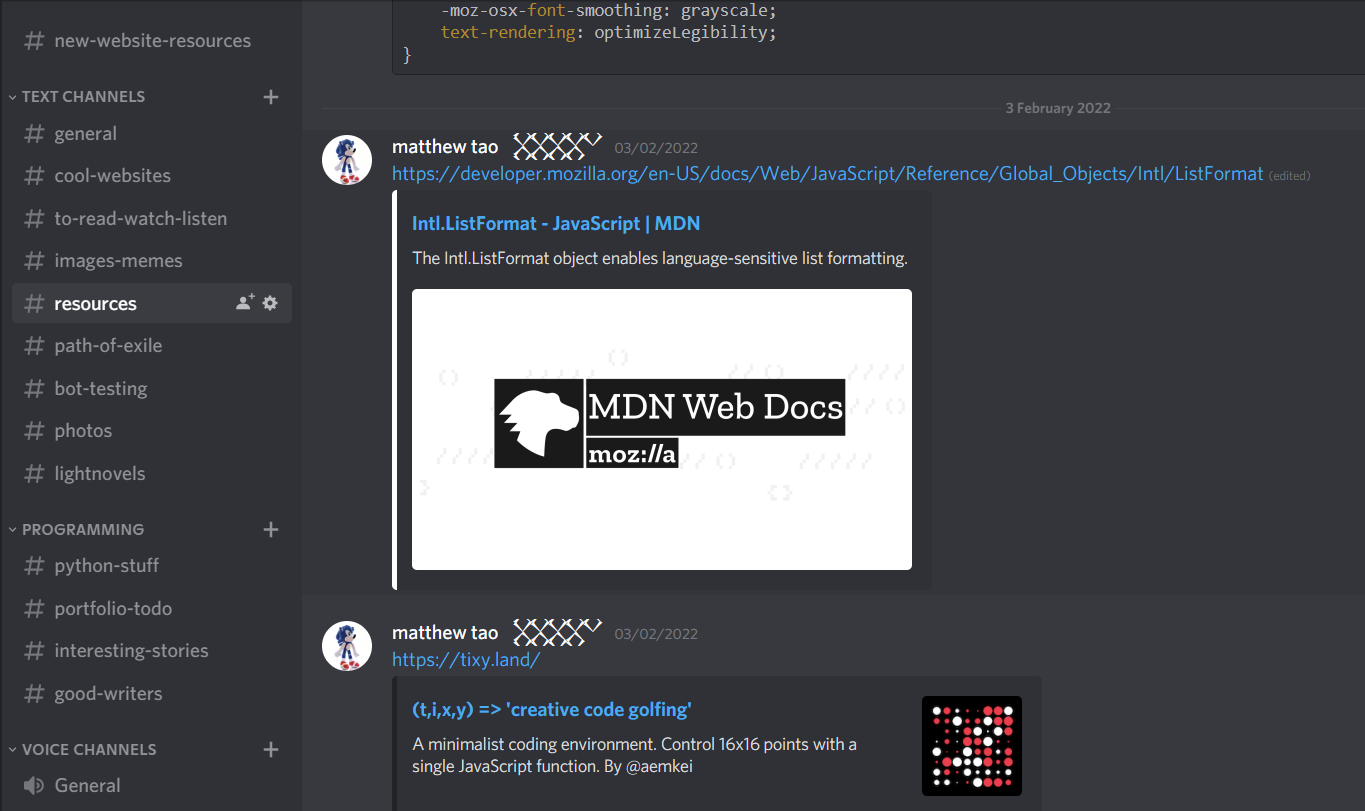 new-website-resources
TEXT CHANNELS
general
cool-websites
to-read-watch-listen
images-memes
resources
path-of-exile
bot-testing
photos
lightnovels
PROGRAMMING
python-stuff
portfolio-todo
interesting-stories
good-writers
VOICE CHANNELS
General
-moz-osx-font-smoothing: grayscale;
text-rendering: optimizeLegibility;
}
3 February 2022
matthew tao 03/02/2022
https://developer.mozilla.org/en-US/docs/Web/JavaScript/Reference/Global_Objects/Intl/ListFormat (edited)
Intl.ListFormat - JavaScript | MDN
The Intl.ListFormat object enables language-sensitive list formatting.
MDN Web Docs
moz://a
matthew tao 03/02/2022
https://tixy.land/
(t,i,x,y) => 'creative code golfing'
A minimalist coding environment. Control 16x16 points with a
single JavaScript function. By @aemkei